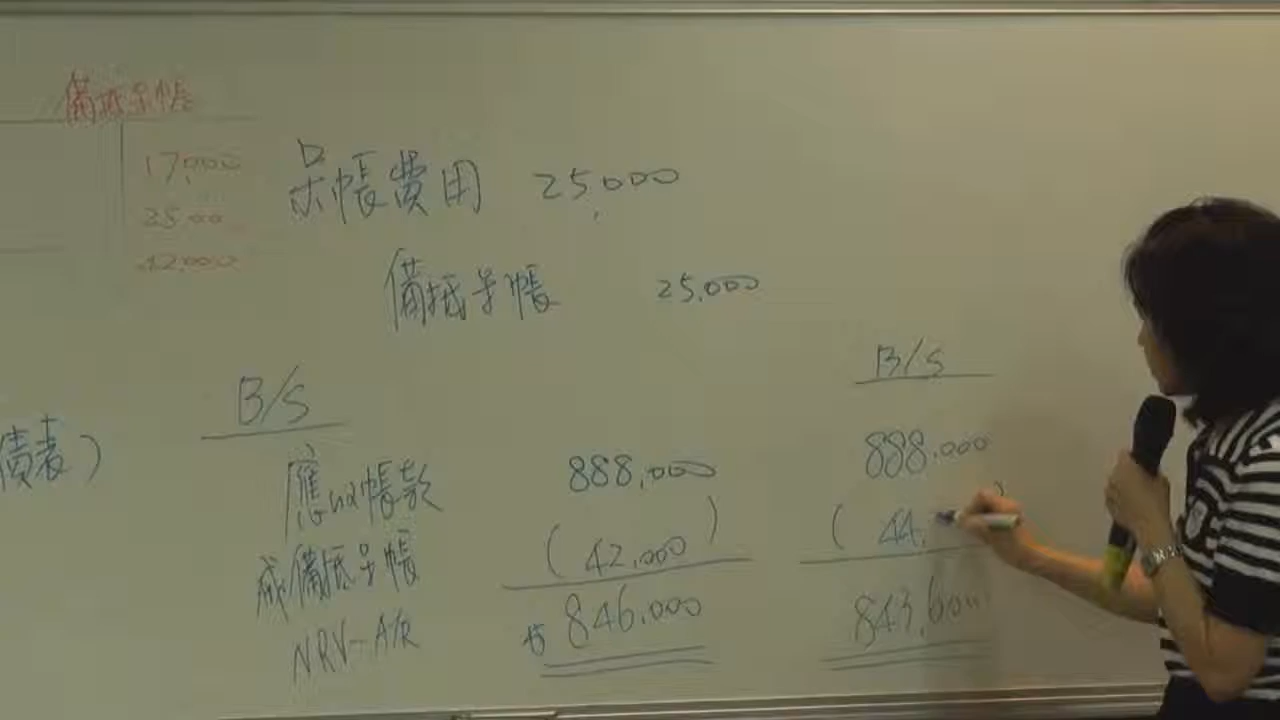 備抵呆帳
17,000
25,00
42,000
呆帳費用 25,000
備抵呆帳 25,000
債表)
B/S
應收帳款 888,000
減備抵呆帳 (42,000)
NRV-A/R 846,000
B/S
888,000
(44, )
843,600